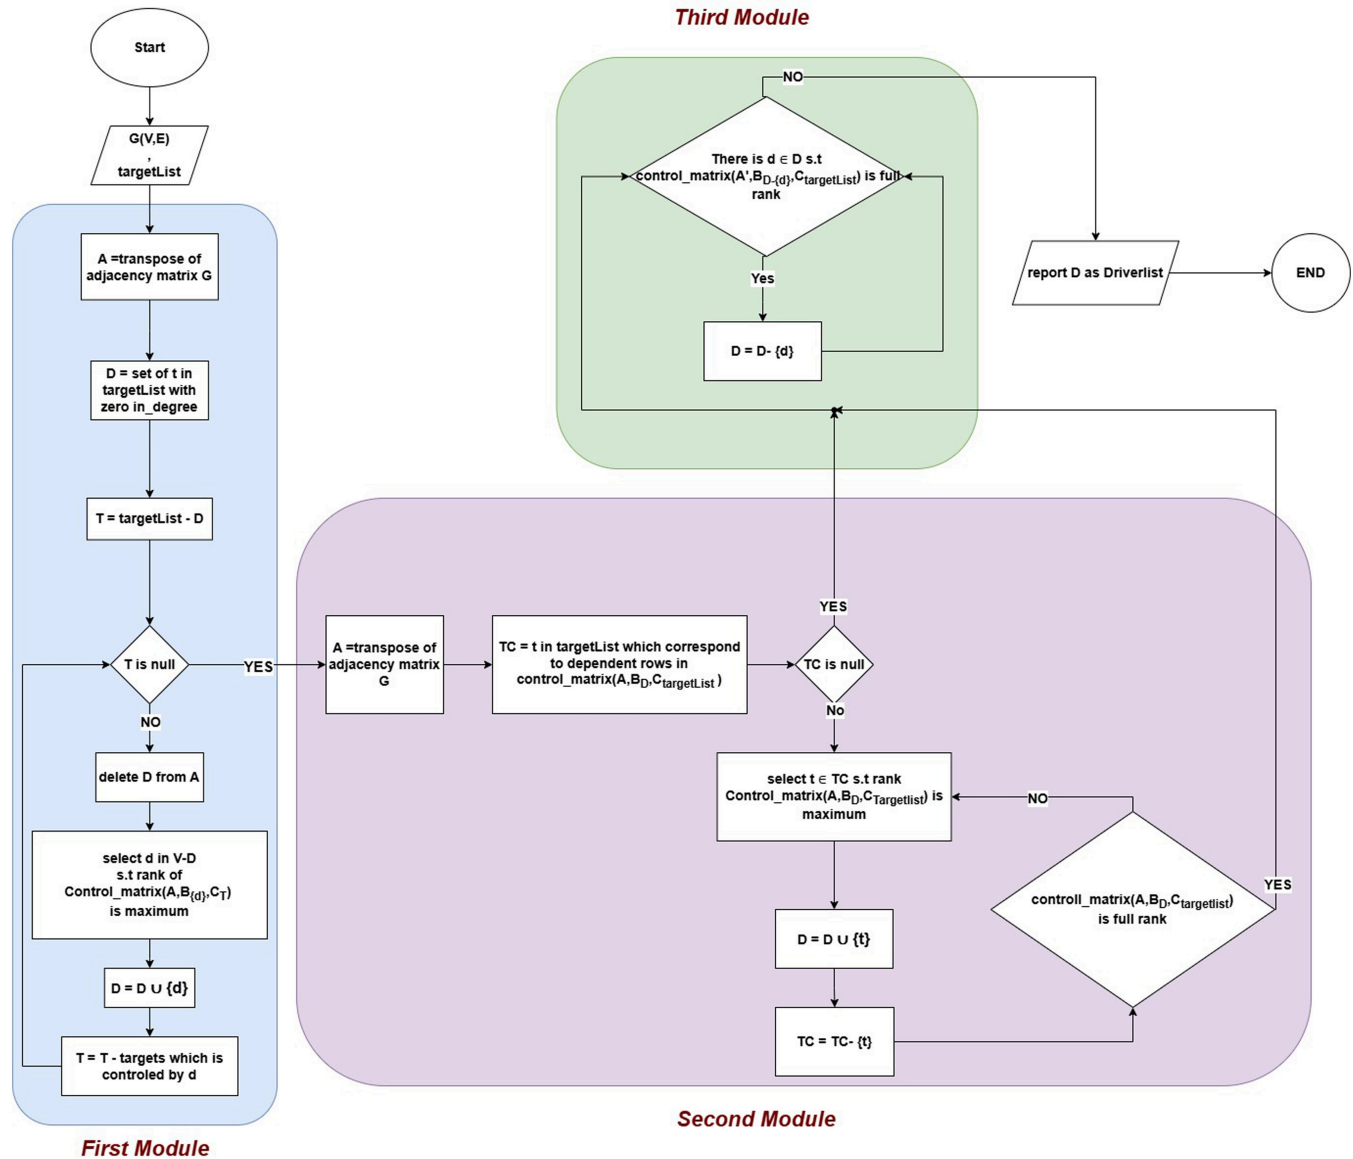 Third Module
Start
G(V,E)
,
targetList
A =transpose of
adjacency matrix G
D = set of t in
targetList with
zero in_degree
T = targetList - D
T is null
YES
NO
delete D from A
select d in V-D
s.t rank of
Control_matrix(A,B{d},CT)
is maximum
D = D ∪ {d}
T = T - targets which is
controled by d
First Module
A =transpose of
adjacency matrix
G
TC = t in targetList which correspond
to dependent rows in
control_matrix(A,BD,CtargetList )
TC is null
YES
No
select t ∈ TC s.t rank
Control_matrix(A,BD,CTargetlist) is
maximum
D = D ∪ {t}
TC = TC- {t}
controll_matrix(A,BD,Ctargetlist)
is full rank
NO
YES
Second Module
There is d ∈ D s.t
control_matrix(A',BD-{d},CtargetList) is full
rank
NO
Yes
D = D- {d}
report D as Driverlist
END